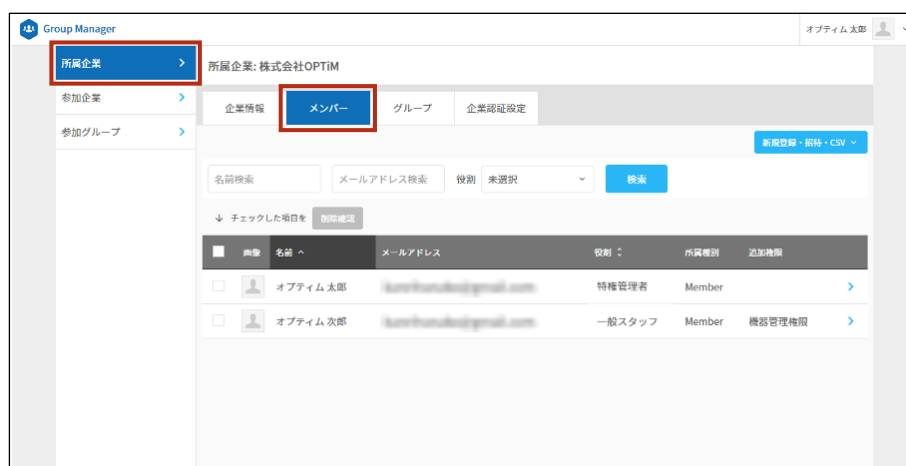 Group Manager
オプティム 太郎
所属企業
参加企業
参加グループ
所属企業: 株式会社OPTiM
企業情報 メンバー グループ 企業認証設定
新規登録・招待・CSV
名前検索 メールアドレス検索 役割 未選択 検索
↓ チェックした項目を 削除確認
画像 名前 メールアドレス 役割 所属種別 追加権限
オプティム 太郎 特権管理者 Member
オプティム 次郎 一般スタッフ Member 機器管理権限